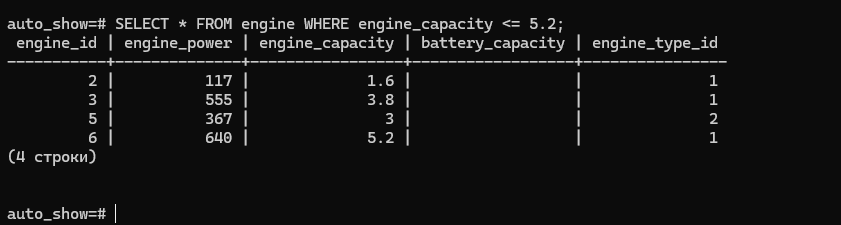 auto_show=# SELECT * FROM engine WHERE engine_capacity <= 5.2;
 engine_id | engine_power | engine_capacity | battery_capacity | engine_type_id
-----------+--------------+-----------------+------------------+----------------
         2 |          117 |             1.6 |                  |              1
         3 |          555 |             3.8 |                  |              1
         5 |          367 |               3 |                  |              2
         6 |          640 |             5.2 |                  |              1
(4 строки)
auto_show=#